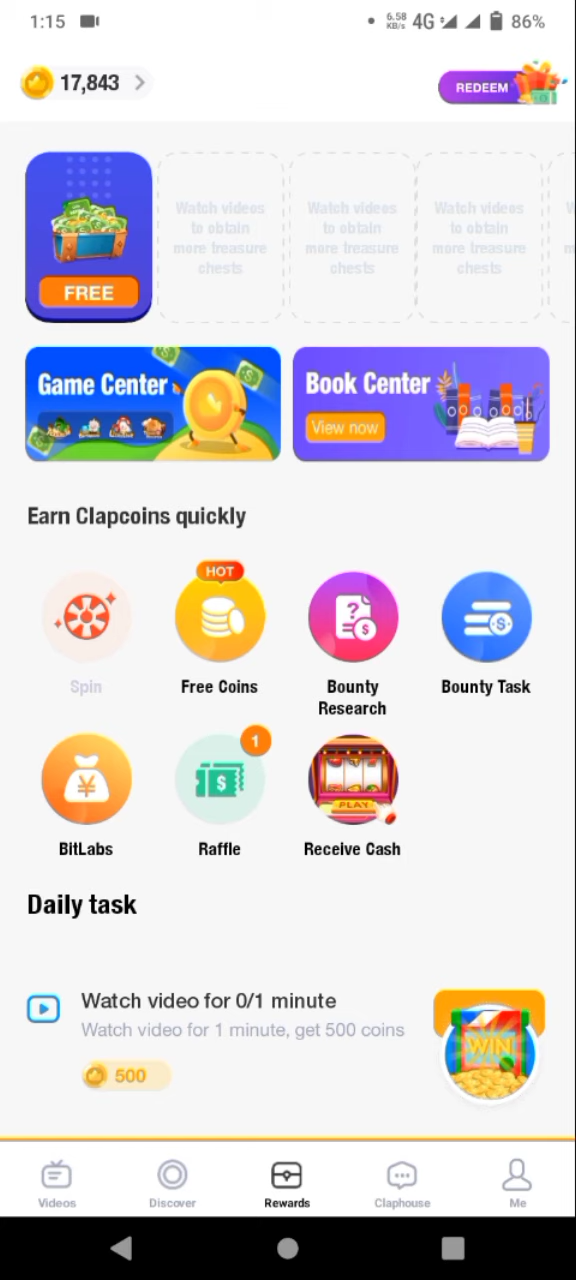 1:15
6.58
KB/s
4G
86%
17,843
REDEEM
FREE
Watch videos
to obtain
more treasure
chests
Watch videos
to obtain
more treasure
chests
Watch videos
to obtain
more treasure
chests
Game Center
Book Center
View now
Earn Clapcoins quickly
HOT
Spin
Free Coins
Bounty
Research
Bounty Task
1
PLAY
BitLabs
Raffle
Receive Cash
Daily task
Watch video for 0/1 minute
Watch video for 1 minute, get 500 coins
WIN
500
Videos
Discover
Rewards
Claphouse
Me